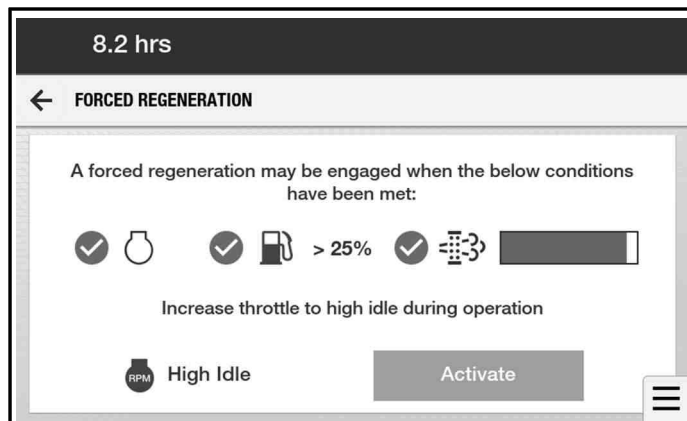 8.2 hrs
FORCED REGENERATION
A forced regeneration may be engaged when the below conditions
have been met:
> 25%
Increase throttle to high idle during operation
RPM High Idle Activate